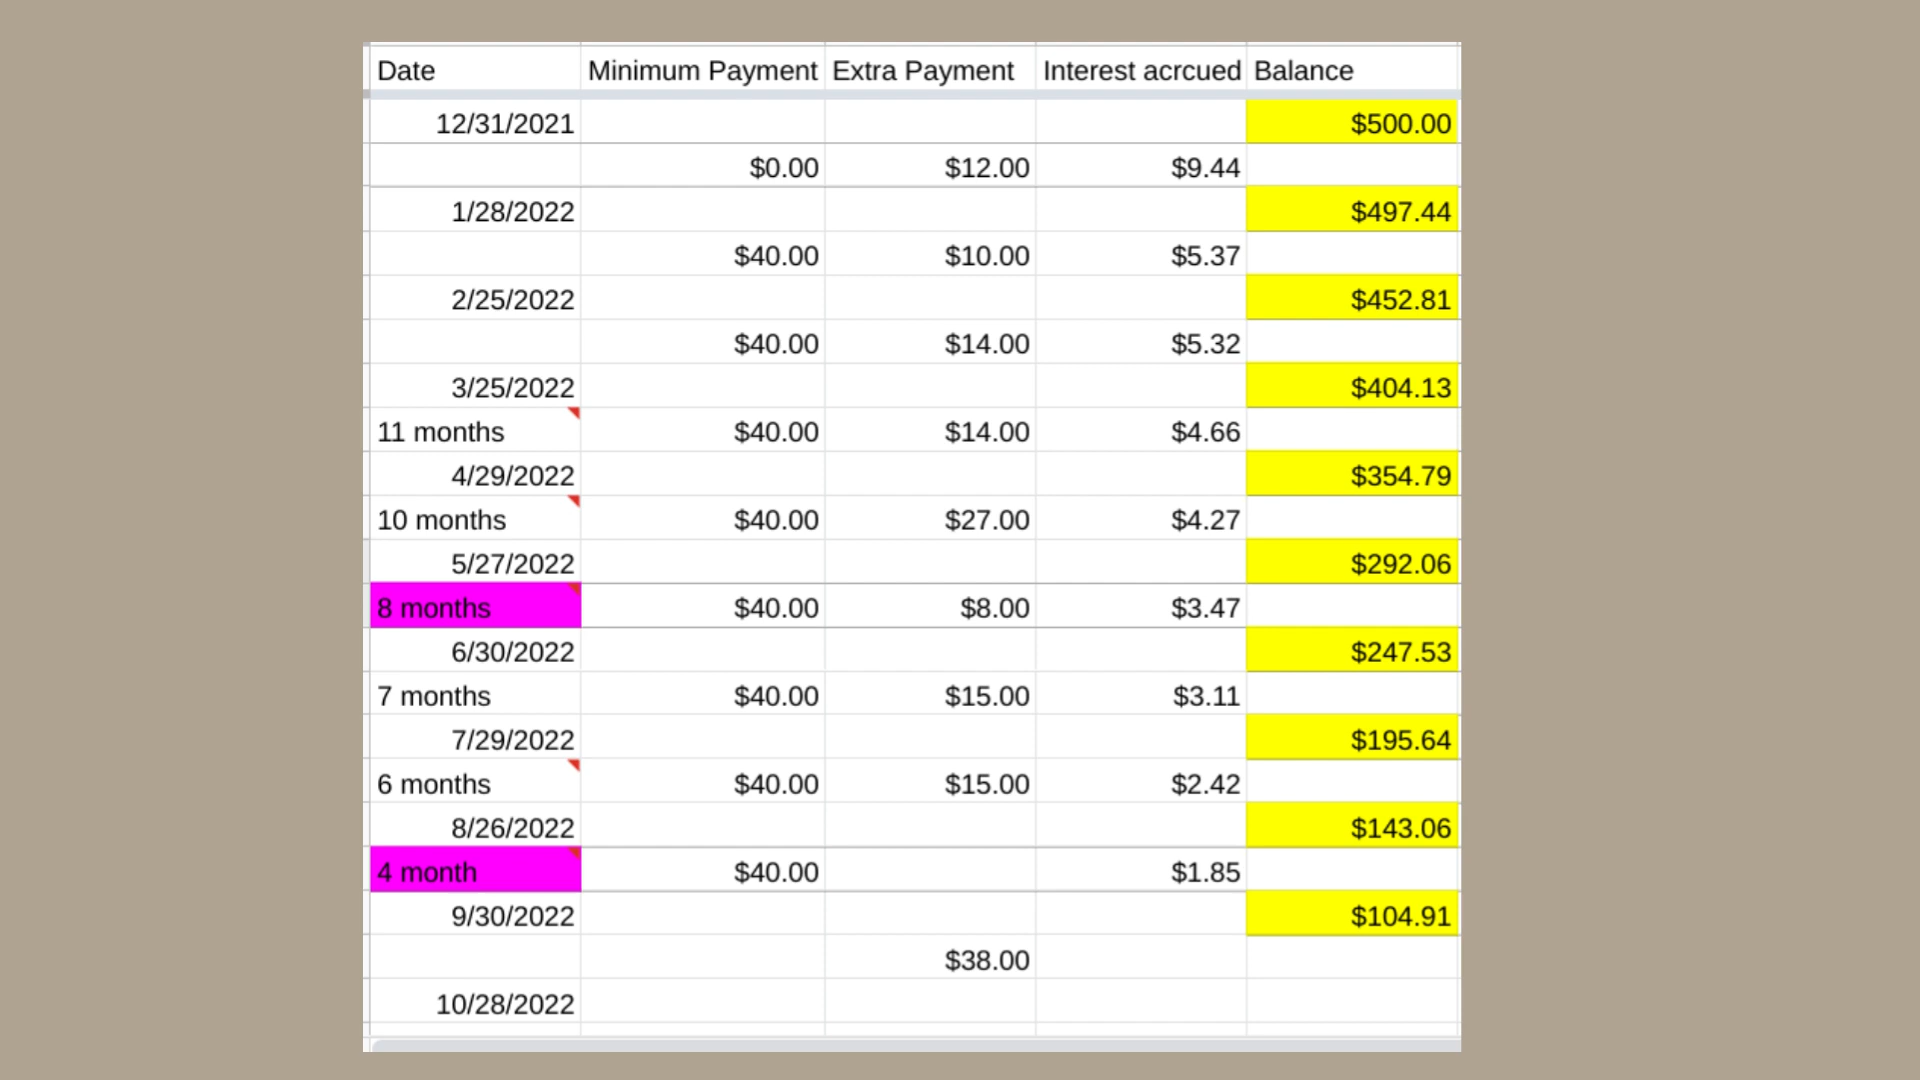 Date Minimum Payment Extra Payment Interest acrcued Balance
12/31/2021 $500.00
$0.00 $12.00 $9.44
1/28/2022 $497.44
$40.00 $10.00 $5.37
2/25/2022 $452.81
$40.00 $14.00 $5.32
3/25/2022 $404.13
11 months $40.00 $14.00 $4.66
4/29/2022 $354.79
10 months $40.00 $27.00 $4.27
5/27/2022 $292.06
8 months $40.00 $8.00 $3.47
6/30/2022 $247.53
7 months $40.00 $15.00 $3.11
7/29/2022 $195.64
6 months $40.00 $15.00 $2.42
8/26/2022 $143.06
4 month $40.00 $1.85
9/30/2022 $104.91
$38.00
10/28/2022